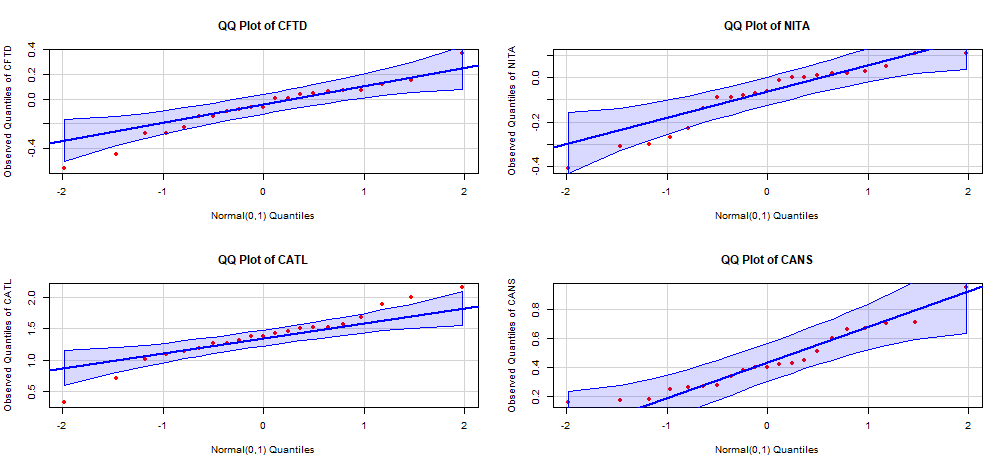 QQ Plot of CFTD
Observed Quantiles of CFTD
0.4
0.2
0.0
-0.4
-2
-1
0
1
2
Normal(0,1) Quantiles
QQ Plot of NITA
Observed Quantiles of NITA
0.0
-0.2
-0.4
-2
-1
0
1
2
Normal(0,1) Quantiles
QQ Plot of CATL
Observed Quantiles of CATL
2.0
1.5
1.0
0.5
-2
-1
0
1
2
Normal(0,1) Quantiles
QQ Plot of CANS
Observed Quantiles of CANS
0.8
0.6
0.4
0.2
-2
-1
0
1
2
Normal(0,1) Quantiles